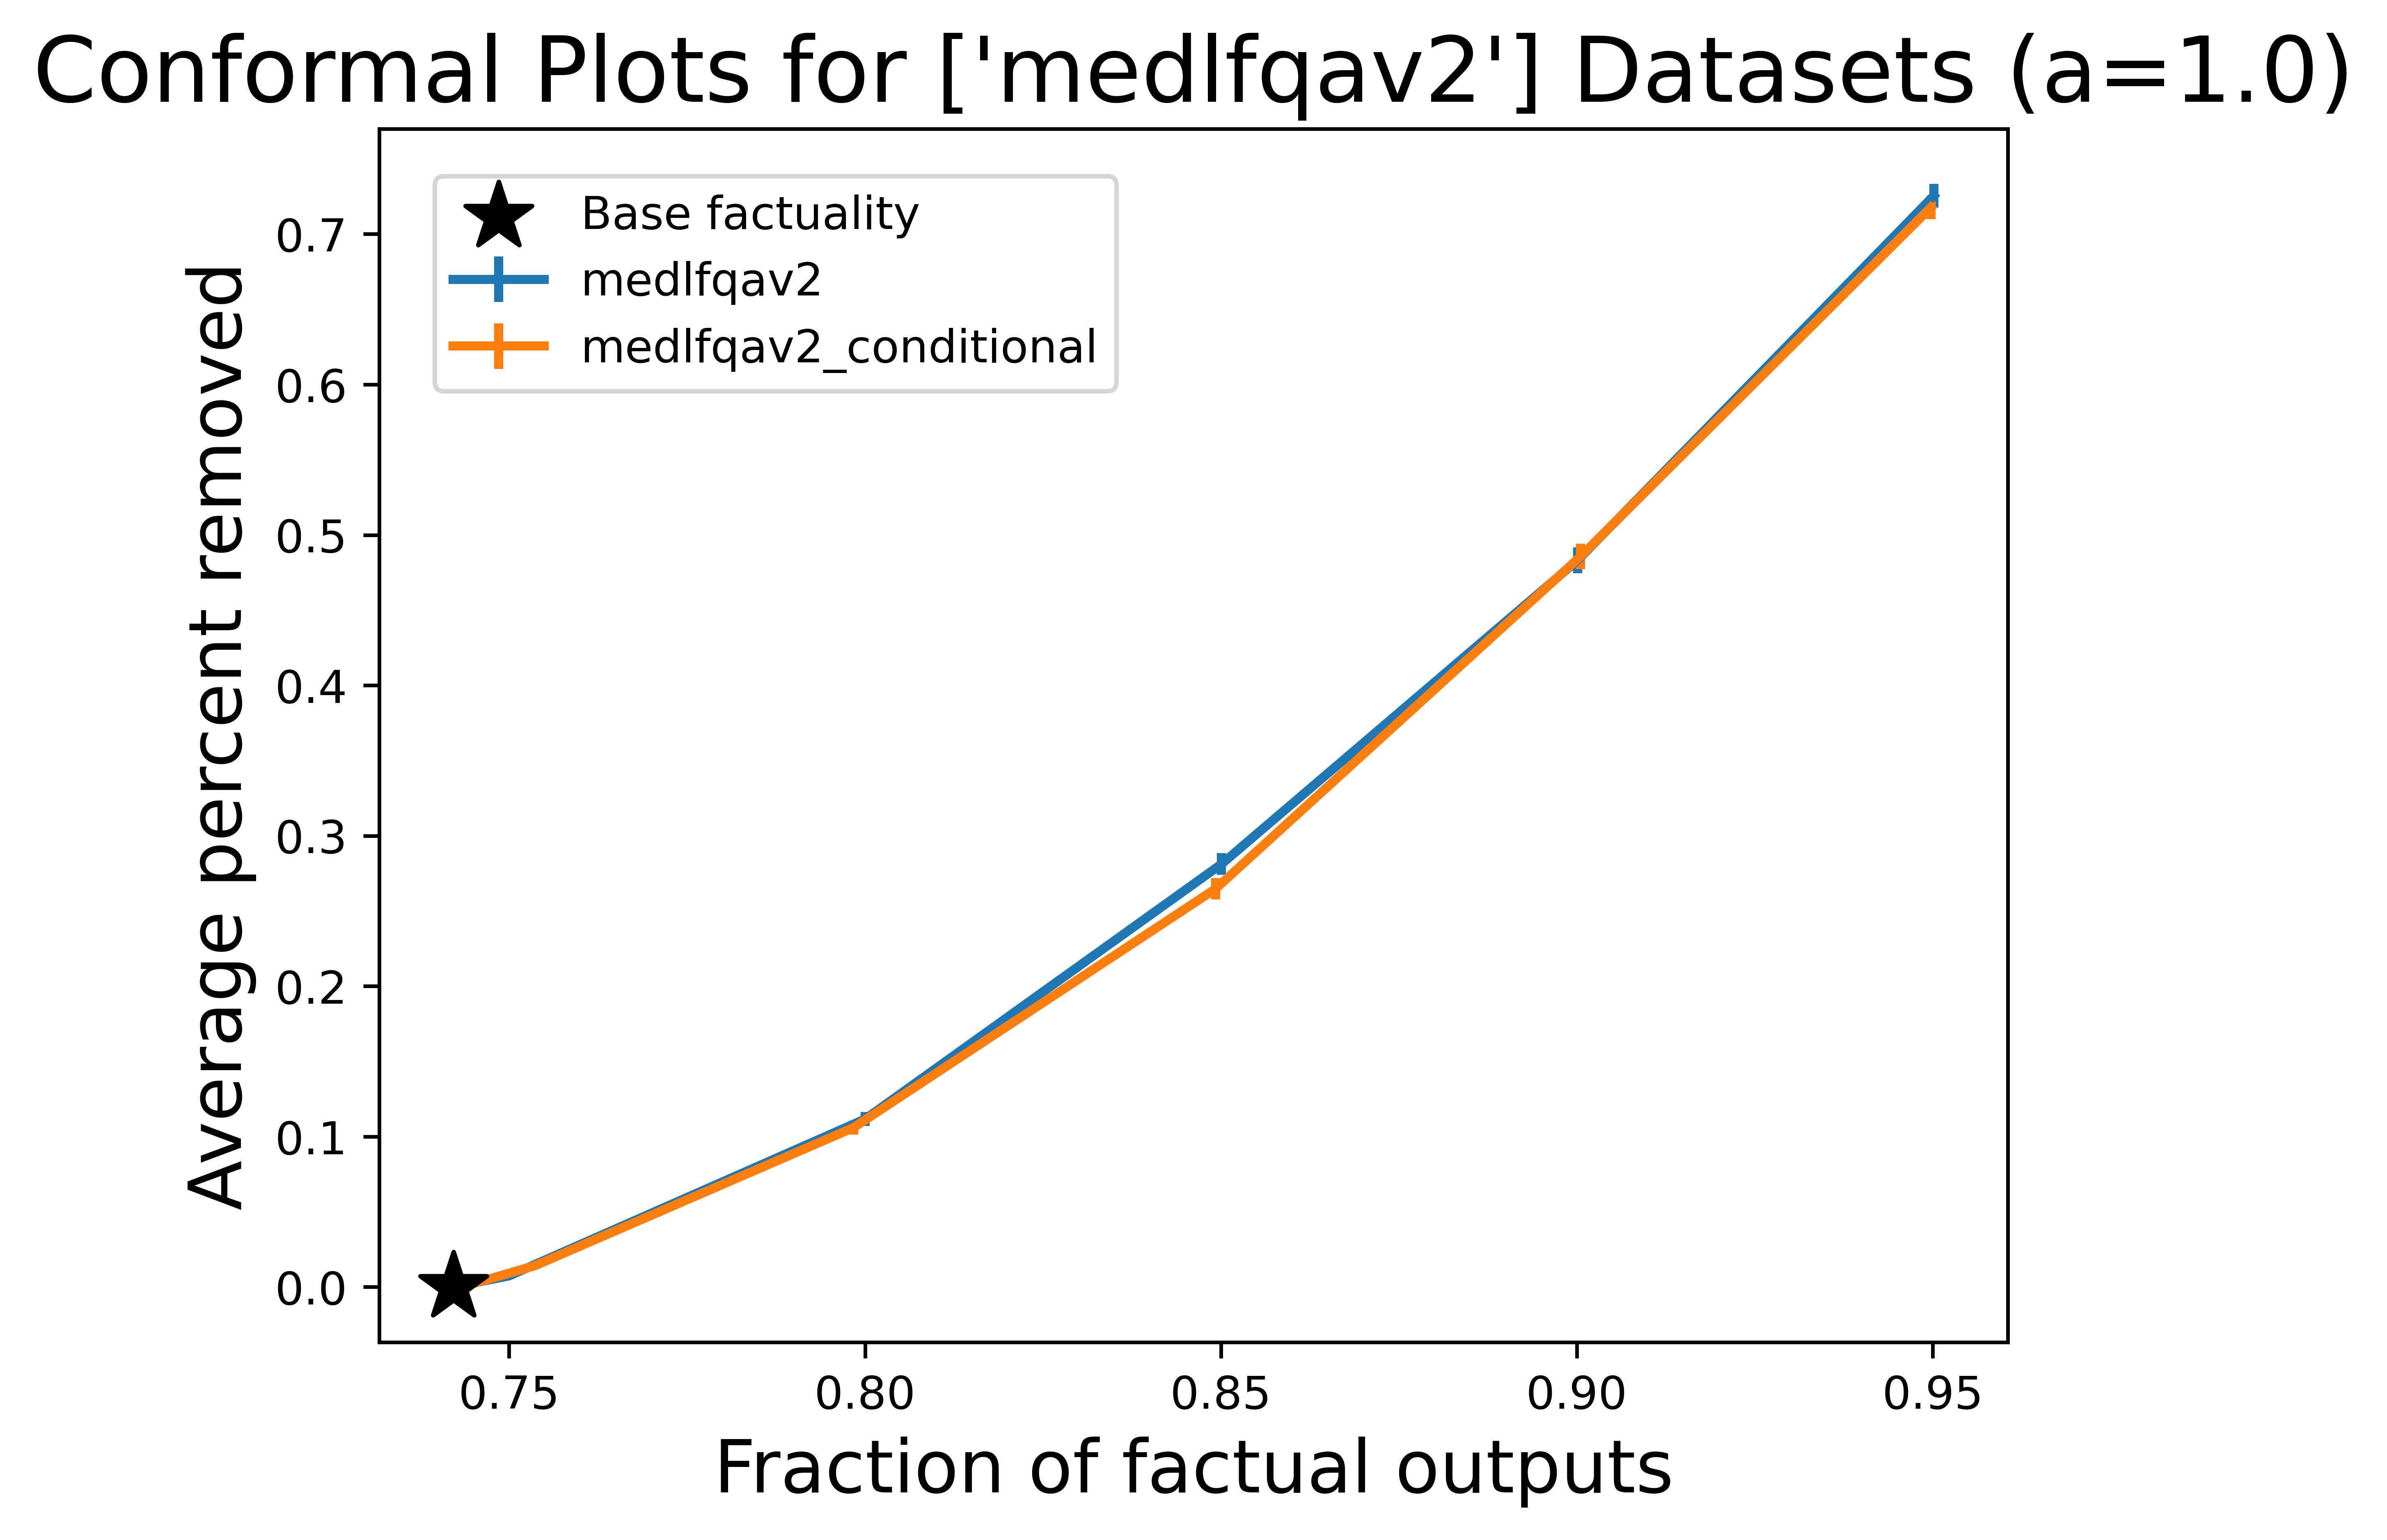 Conformal Plots for ['medlfqav2'] Datasets (a=1.0)
Base factuality
medlfqav2
medlfqav2_conditional
Average percent removed
0.7
0.6
0.5
0.4
0.3
0.2
0.1
0.0
0.75 0.80 0.85 0.90 0.95
Fraction of factual outputs